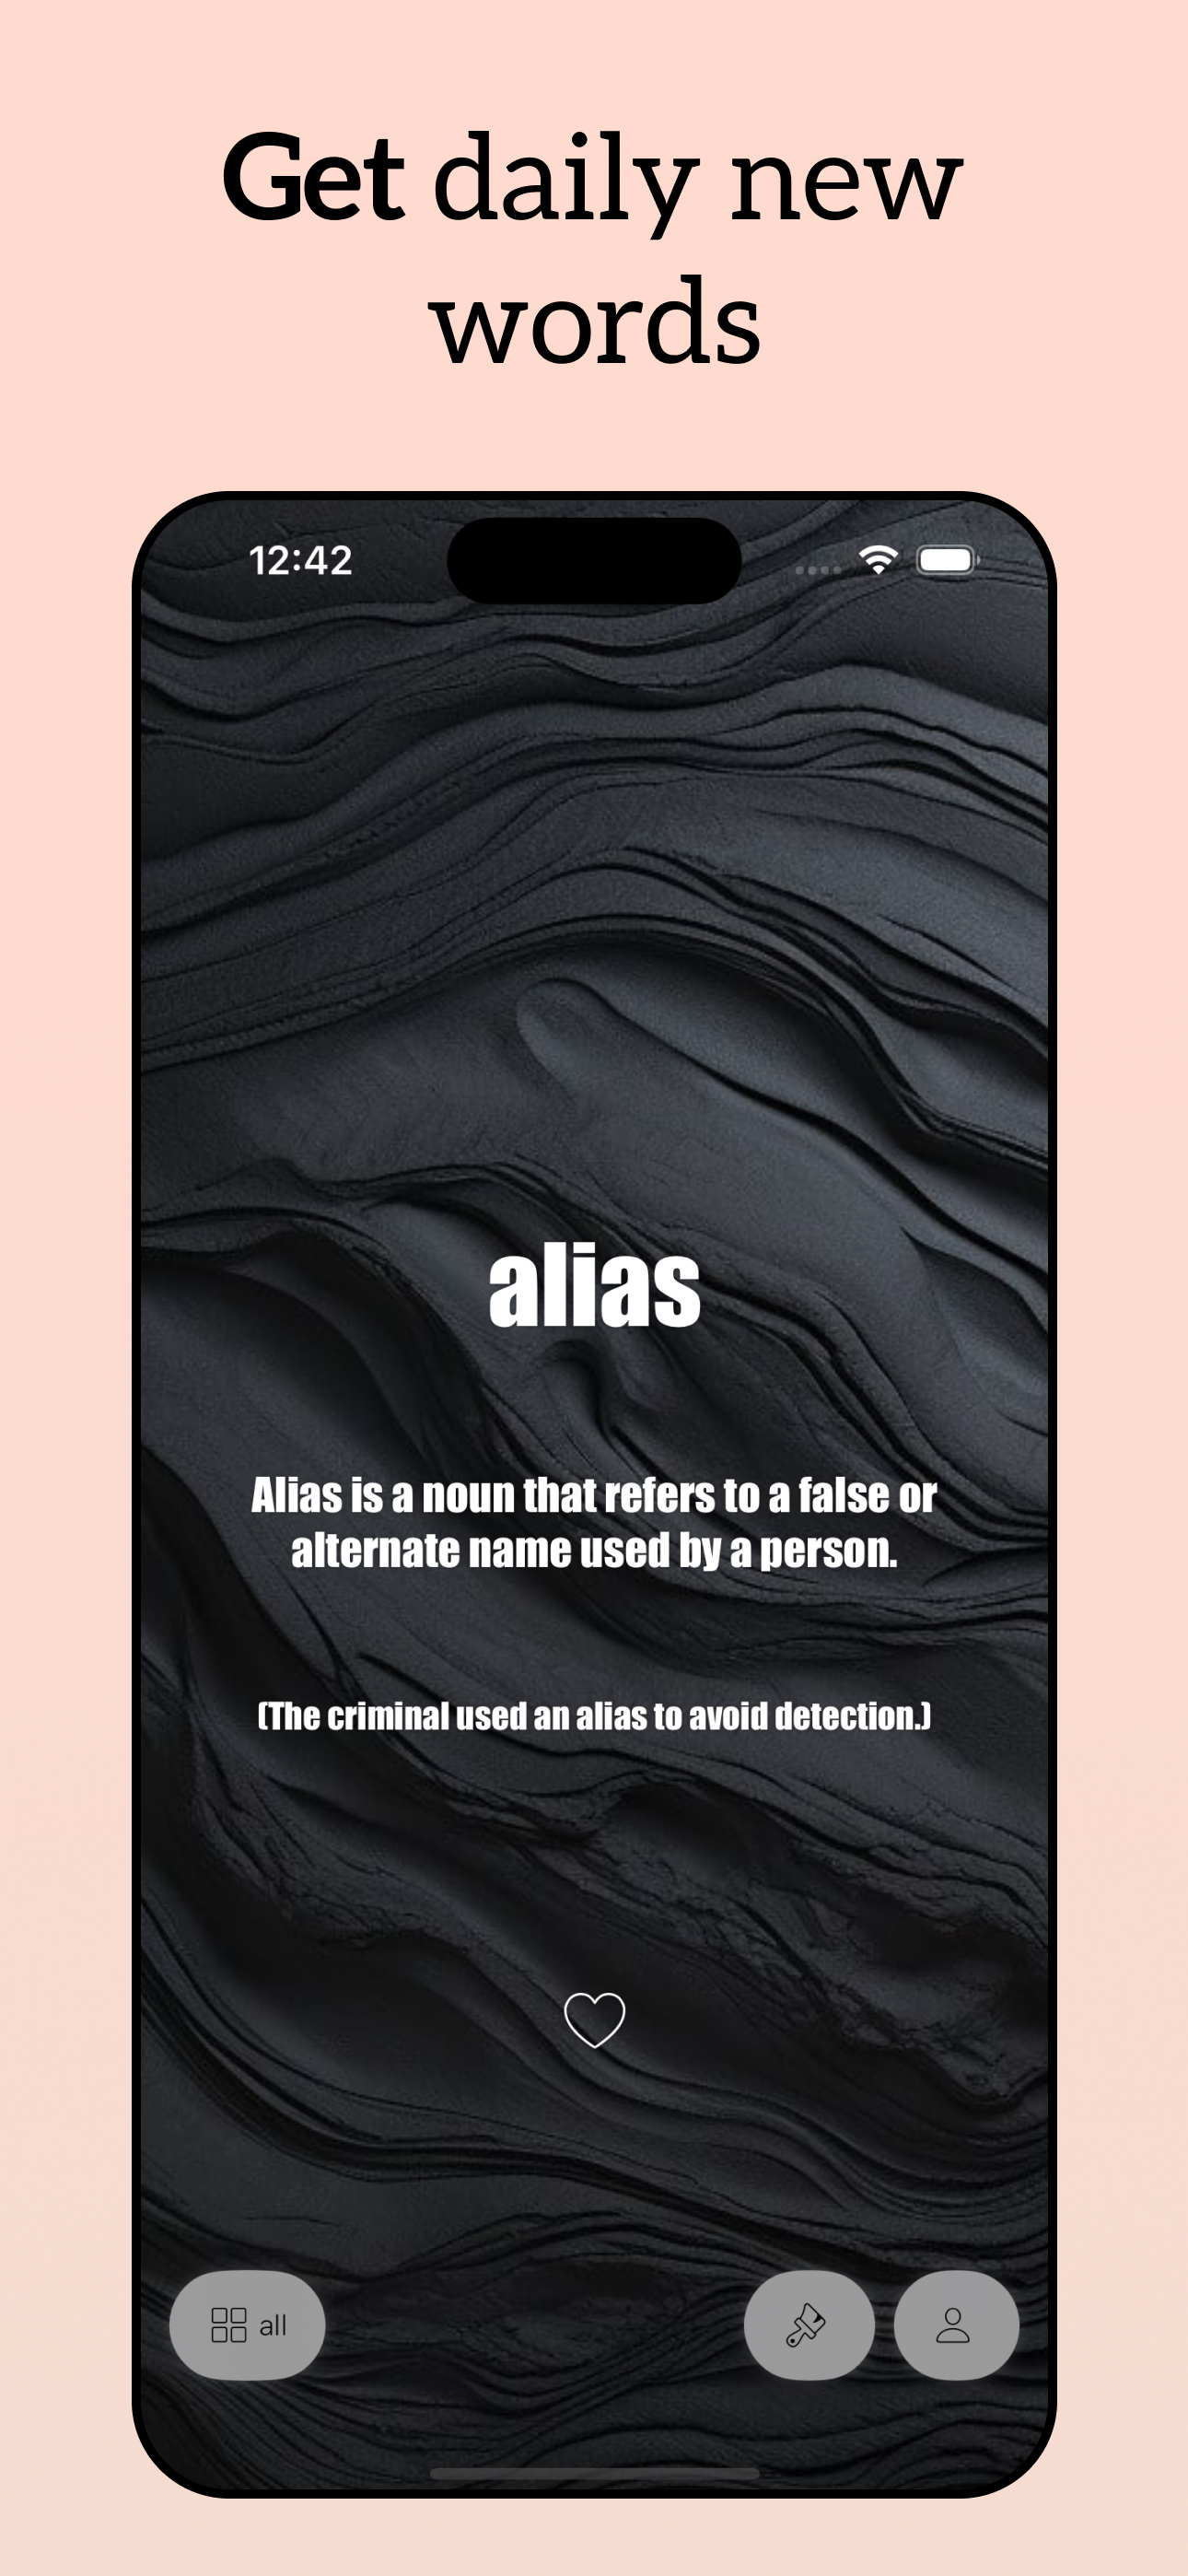 Get daily new
words
12:42
alias
Alias is a noun that refers to a false or
alternate name used by a person.
(The criminal used an alias to avoid detection.)
all